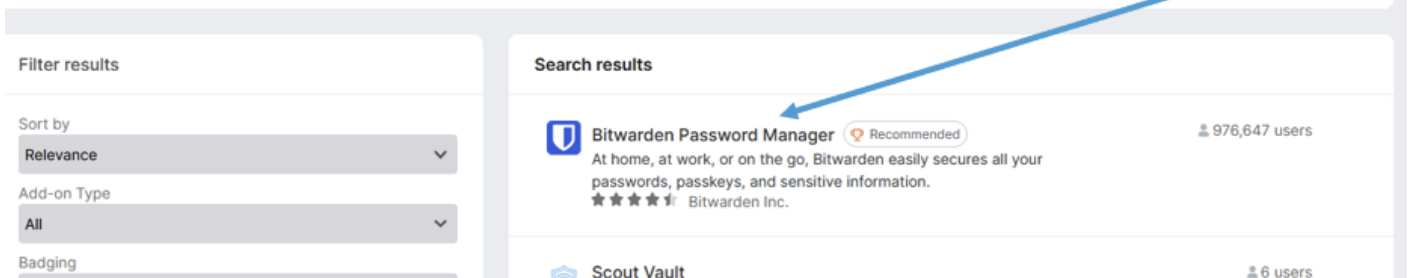 Filter results
Sort by
Relevance
Add-on Type
All
Badging
Search results
Bitwarden Password Manager Recommended
976,647 users
At home, at work, or on the go, Bitwarden easily secures all your
passwords, passkeys, and sensitive information.
Bitwarden Inc.
Scout Vault
6 users